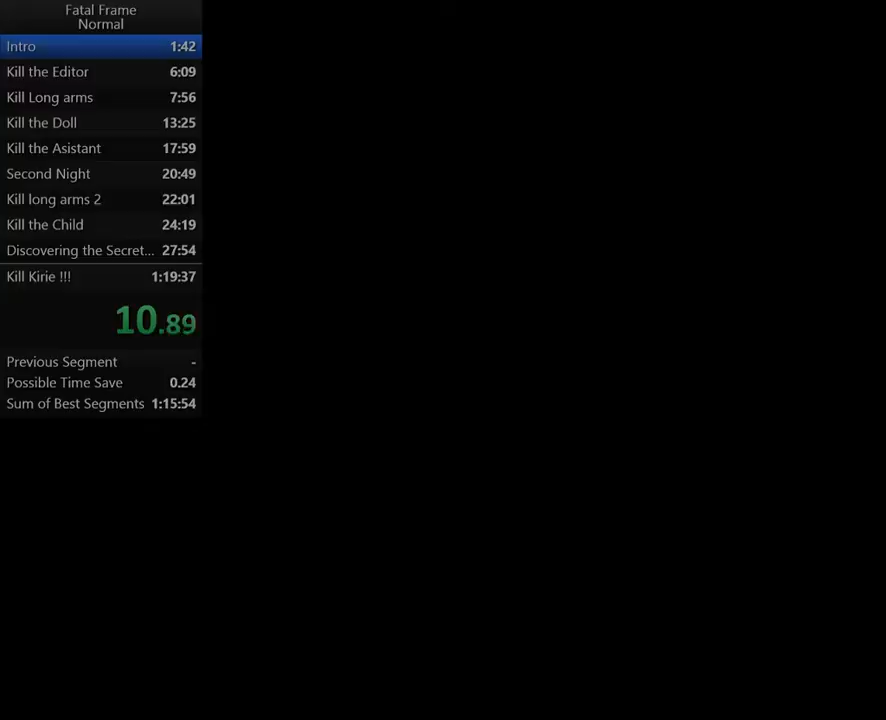 Fatal Frame
Normal
Intro 1:42
Kill the Editor 6:09
Kill Long arms 7:56
Kill the Doll 13:25
Kill the Asistant 17:59
Second Night 20:49
Kill long arms 2 22:01
Kill the Child 24:19
Discovering the Secret... 27:54
Kill Kirie !!! 1:19:37
10.89
Previous Segment -
Possible Time Save 0.24
Sum of Best Segments 1:15:54